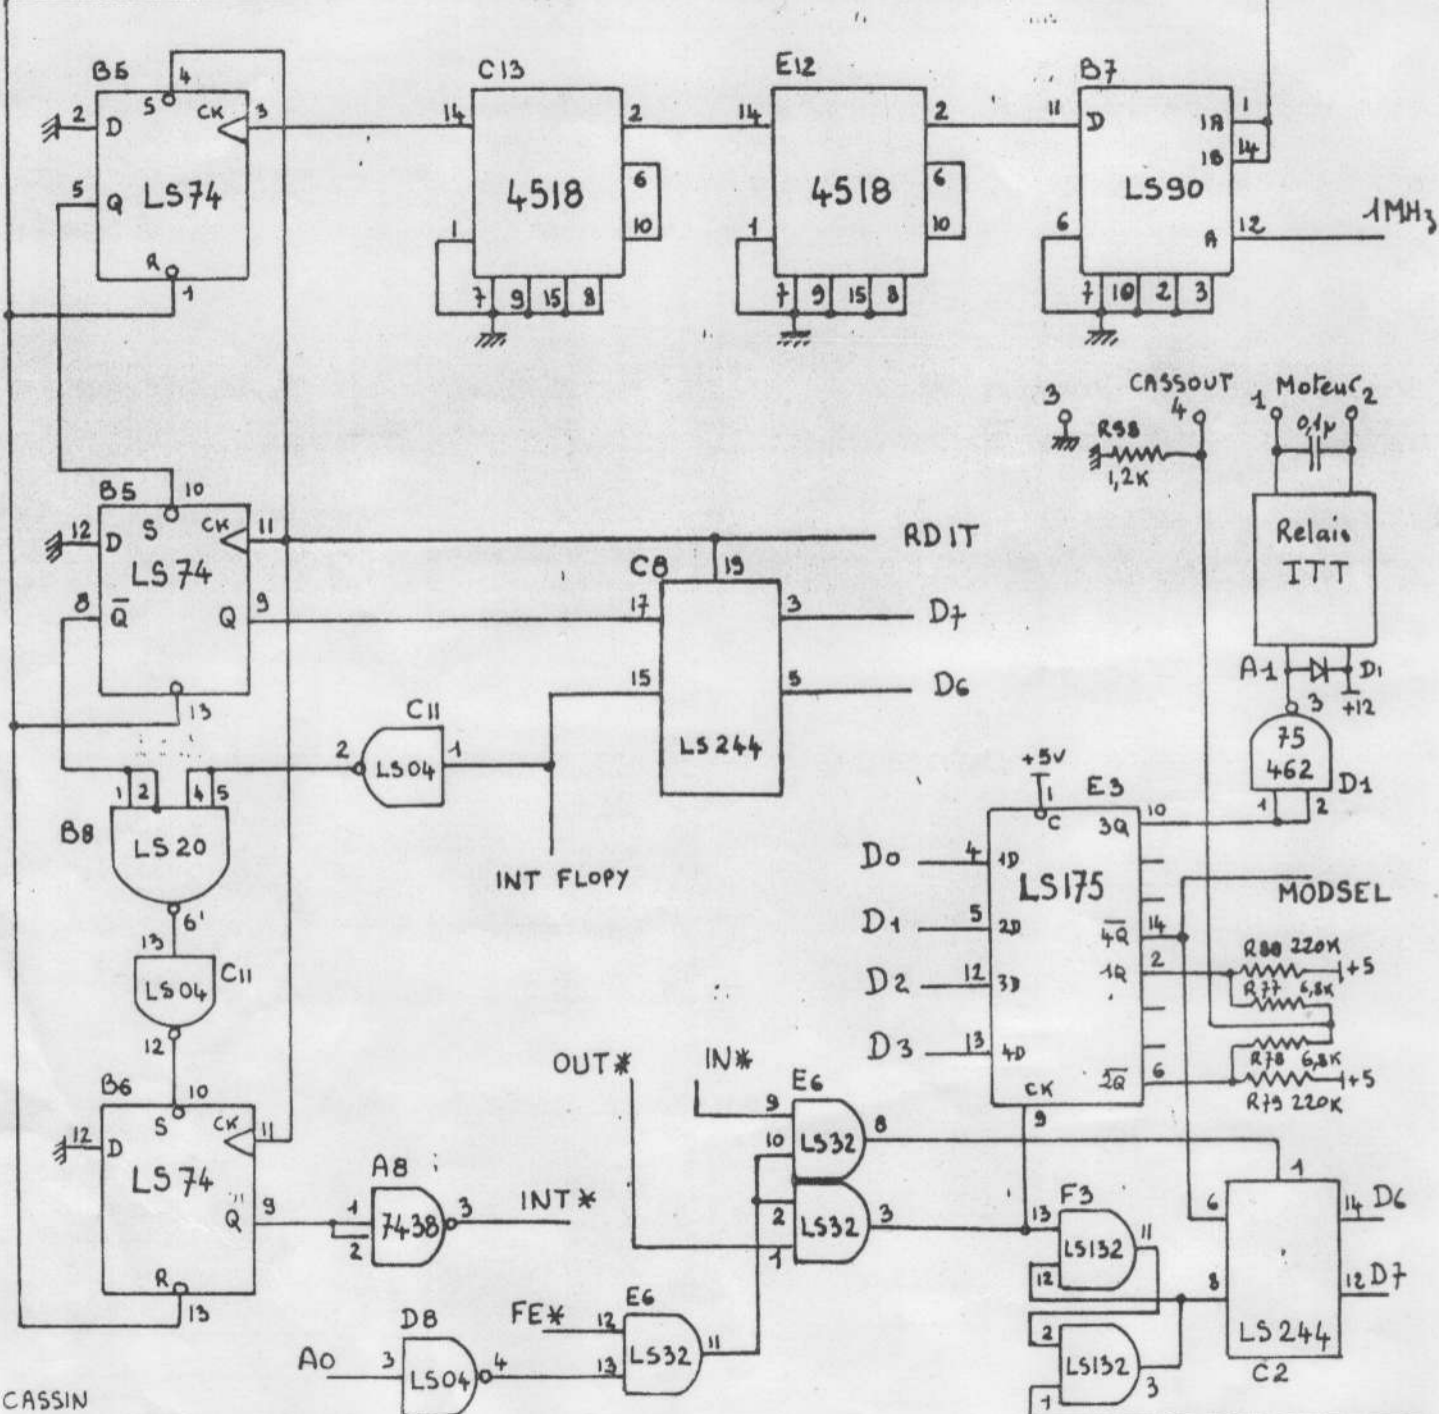 B5 4 C13 E12 B7
2 D S CK 3 14 2 14 2 11 D 1A 1
1B 14
5 Q LS74 4518 6 4518 6 LS90
1 10 1 10 6 A 12 1MHz
R 1 7 9 15 8 7 9 15 8 7 10 2 3
3 CASSOUT 4 1 Moteur 2
R98 1,2K 0,1µ
B5 10
12 D S CK 11 RDIT Relais
LS74 C8 19 ITT
8 Q̅ Q 9 17 3 D7
15 5 D6 A1 D1
13 C11 3 +12
2 LS04 1 LS244 75
462 D1
+5V
1 2 4 5 1 E3 1 2
B8 LS20 C 3Q 10
INT FLOPY D0 4 1D LS175
6' MODSEL
13 D1 5 2D 4̅Q̅ 14
R80 220K +5
LS04 C11 D2 12 3D 1Q 2 R77 6,8K
12 D3 13 4D R78 6,8K
OUT* IN* 2̅Q̅ 6 +5
B6 10 E6 CK R79 220K
12 D S CK 11 9 10 LS32 8 9
LS74 A8 1
Q 9 1 2 7438 3 INT* 2 1 LS32 3 13 F3 6 14 D6
12 LS132 11
R 13 8 12 D7
D8 FE* 12 E6 2
A0 3 LS04 4 13 LS32 11 LS132 3 LS244
1 C2
CASSIN